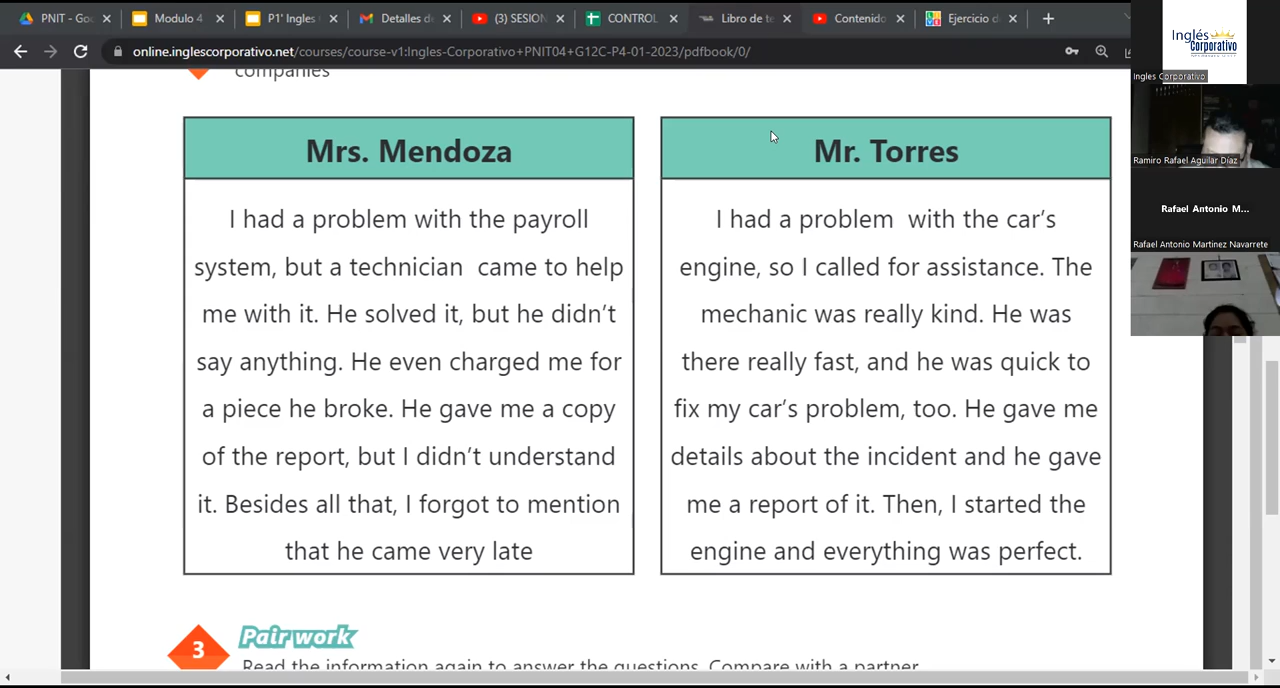 PNIT - Goo
Modulo 4
P1' Ingles
Detalles d
(3) SESION
CONTROL
Libro de te
Contenido
Ejercicio d
online.inglescorporativo.net/courses/course-v1:Ingles-Corporativo+PNIT04+G12C-P4-01-2023/pdfbook/0/
Inglés
Corporativo
Ingles Corporativo
Ramiro Rafael Aguilar Díaz
Rafael Antonio M...
Rafael Antonio Martinez Navarrete
companies
Mrs. Mendoza
I had a problem with the payroll
system, but a technician came to help
me with it. He solved it, but he didn't
say anything. He even charged me for
a piece he broke. He gave me a copy
of the report, but I didn't understand
it. Besides all that, I forgot to mention
that he came very late
Mr. Torres
I had a problem with the car's
engine, so I called for assistance. The
mechanic was really kind. He was
there really fast, and he was quick to
fix my car's problem, too. He gave me
details about the incident and he gave
me a report of it. Then, I started the
engine and everything was perfect.
3
Pair work
Read the information again to answer the questions. Compare with a partner